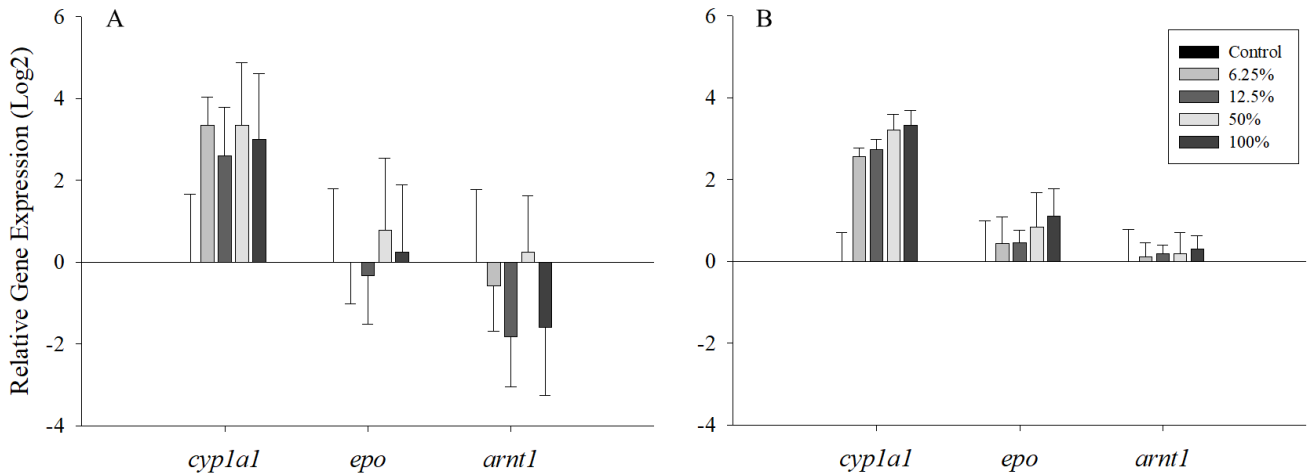 A
Relative Gene Expression (Log2)
6
4
2
0
-2
-4
cyp1a1 epo arnt1
B
6
4
2
0
-2
-4
cyp1a1 epo arnt1
Control
6.25%
12.5%
50%
100%